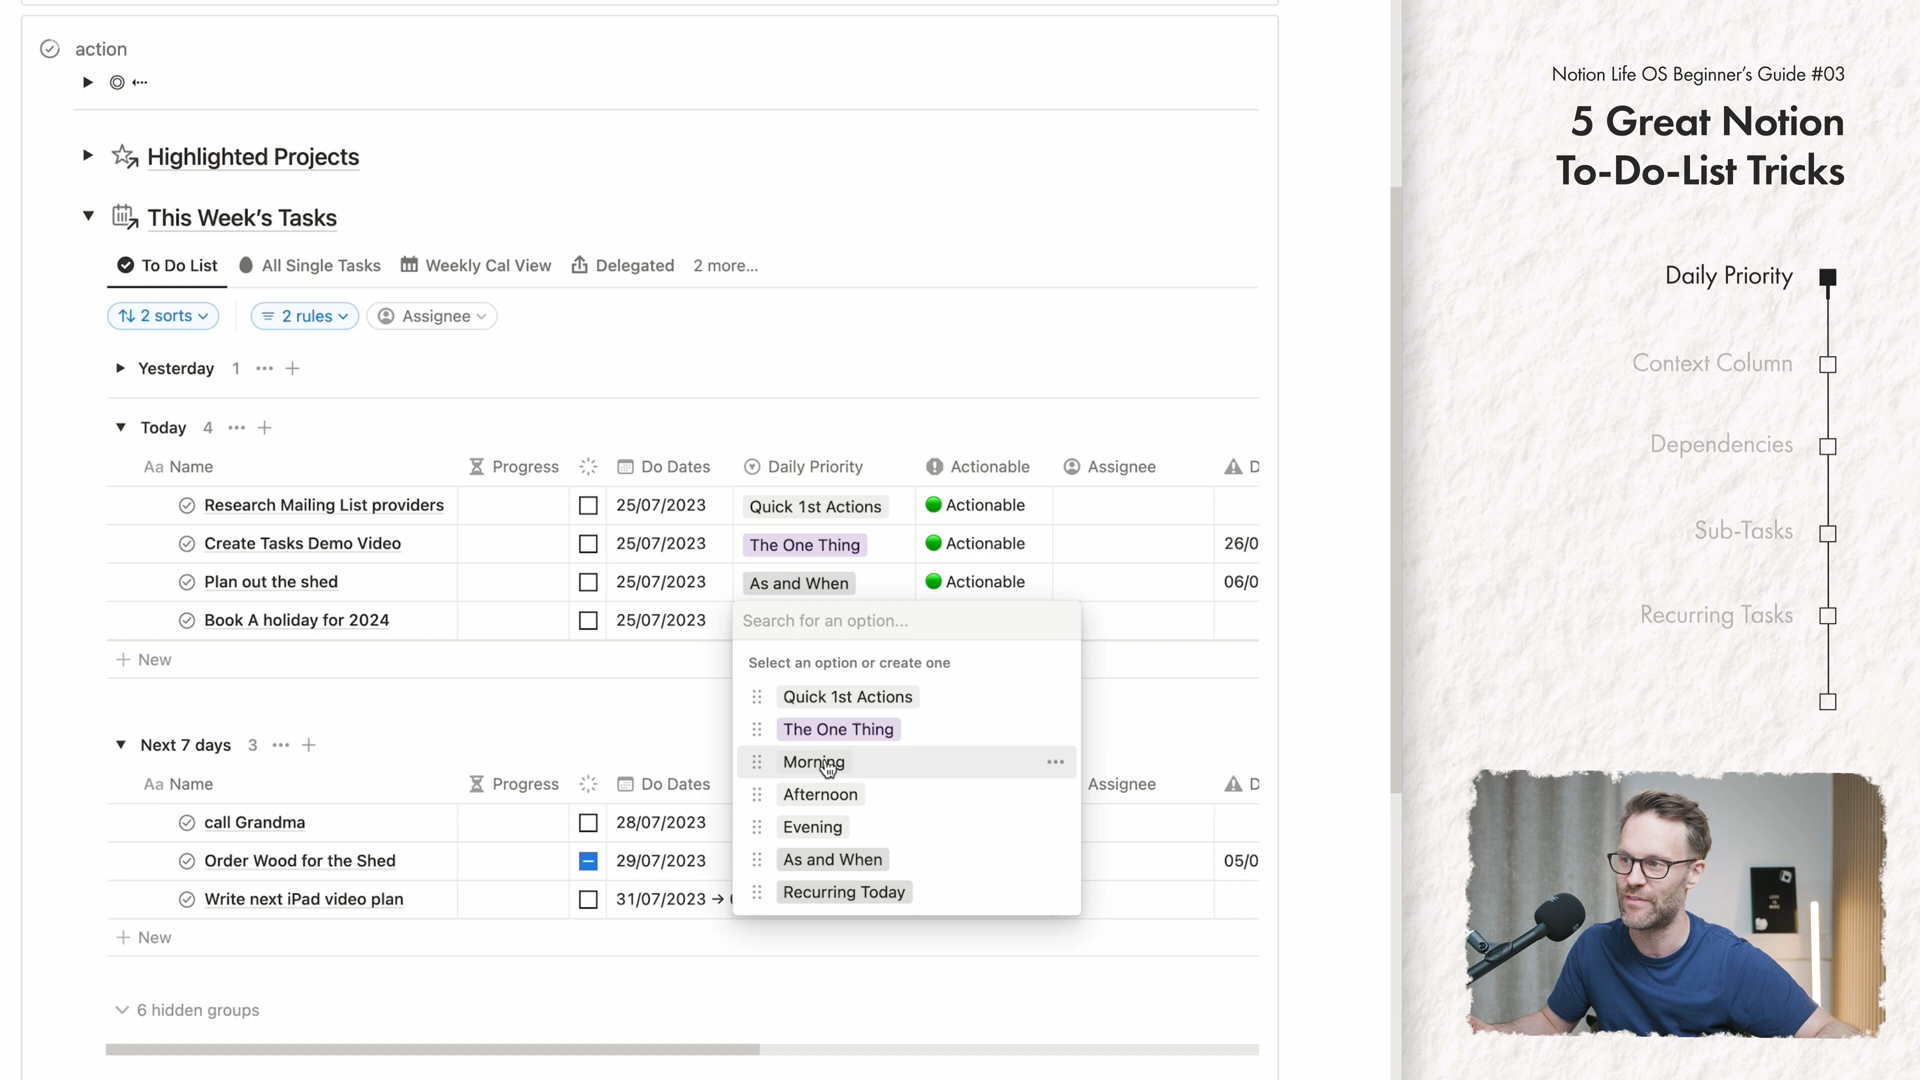 action
Highlighted Projects
This Week's Tasks
To Do List All Single Tasks Weekly Cal View Delegated 2 more...
2 sorts 2 rules Assignee
Yesterday 1
Today 4
Aa Name Progress Do Dates Daily Priority Actionable Assignee D
Research Mailing List providers 25/07/2023 Quick 1st Actions Actionable
Create Tasks Demo Video 25/07/2023 The One Thing Actionable 26/0
Plan out the shed 25/07/2023 As and When Actionable 06/0
Book A holiday for 2024 25/07/2023
Search for an option...
+ New
Select an option or create one
Quick 1st Actions
The One Thing
Morning
Afternoon
Evening
As and When
Recurring Today
Next 7 days 3
Aa Name Progress Do Dates Assignee D
call Grandma 28/07/2023
Order Wood for the Shed 29/07/2023 05/0
Write next iPad video plan 31/07/2023 →
+ New
6 hidden groups
Notion Life OS Beginner's Guide #03
5 Great Notion
To-Do-List Tricks
Daily Priority
Context Column
Dependencies
Sub-Tasks
Recurring Tasks